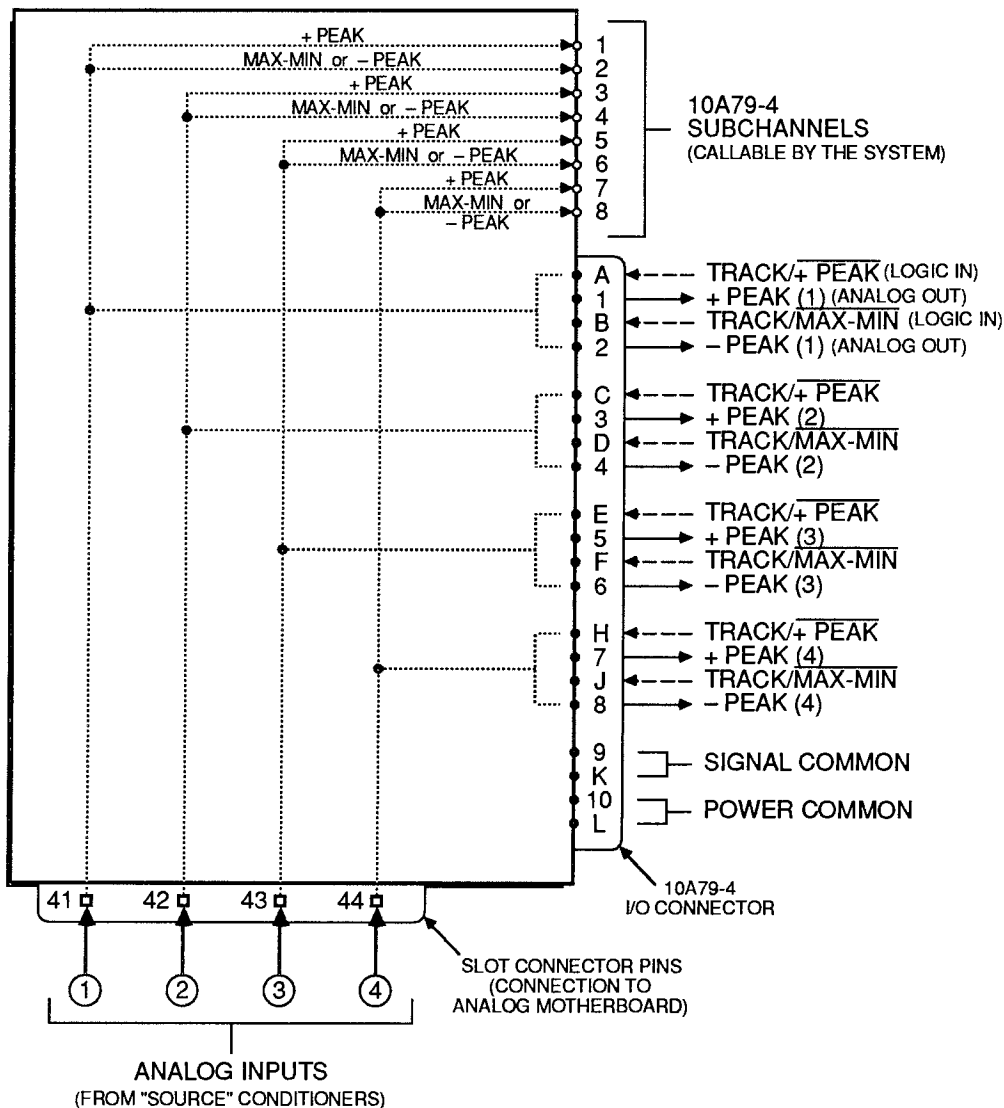 + PEAK
1
MAX-MIN or – PEAK
2
+ PEAK
3
MAX-MIN or – PEAK
4
+ PEAK
5
MAX-MIN or – PEAK
6
+ PEAK
7
MAX-MIN or
– PEAK
8
10A79-4
SUBCHANNELS
(CALLABLE BY THE SYSTEM)
A TRACK/+ PEAK (LOGIC IN)
1 + PEAK (1) (ANALOG OUT)
B TRACK/MAX-MIN (LOGIC IN)
2 – PEAK (1) (ANALOG OUT)
C TRACK/+ PEAK
3 + PEAK (2)
D TRACK/MAX-MIN
4 – PEAK (2)
E TRACK/+ PEAK
5 + PEAK (3)
F TRACK/MAX-MIN
6 – PEAK (3)
H TRACK/+ PEAK
7 + PEAK (4)
J TRACK/MAX-MIN
8 – PEAK (4)
9
K
SIGNAL COMMON
10
L
POWER COMMON
10A79-4
I/O CONNECTOR
41 42 43 44
SLOT CONNECTOR PINS
(CONNECTION TO
ANALOG MOTHERBOARD)
1 2 3 4
ANALOG INPUTS
(FROM "SOURCE" CONDITIONERS)